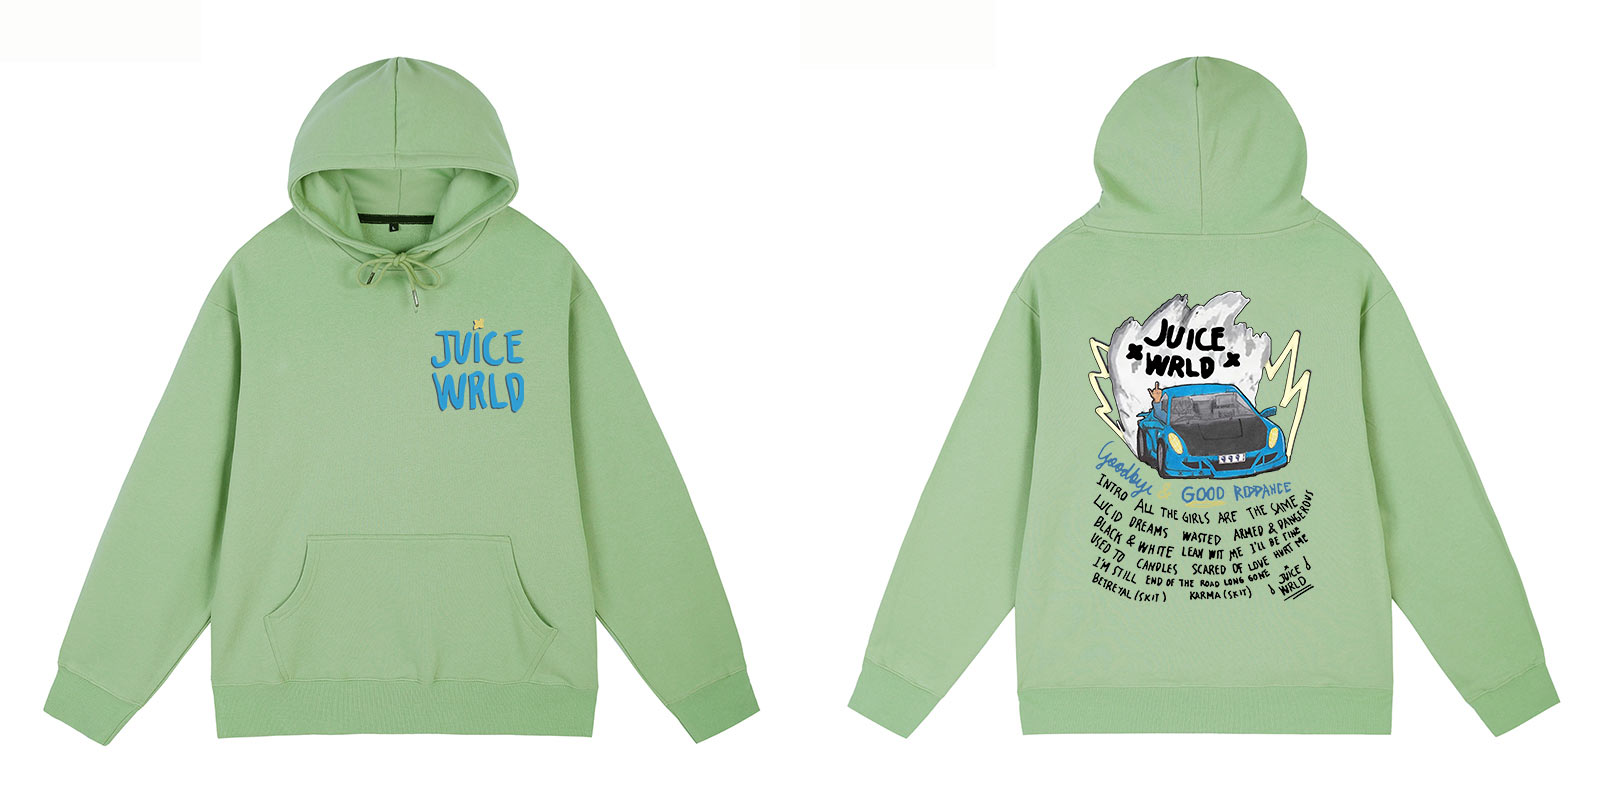 L
JUICE
WRLD
JUICE
WRLD
999
Goodbye & GOOD RIDDANCE
INTRO ALL THE GIRLS ARE THE SAME
LUCID DREAMS WASTED ARMED & DANGEROUS
BLACK & WHITE LEAN WIT ME I'LL BE FINE
USED TO CANDLES SCARED OF LOVE HURT ME
I'M STILL END OF THE ROAD LONG GONE
BETRETAL (SKIT) KARMA (SKIT)
JUICE
WRLD